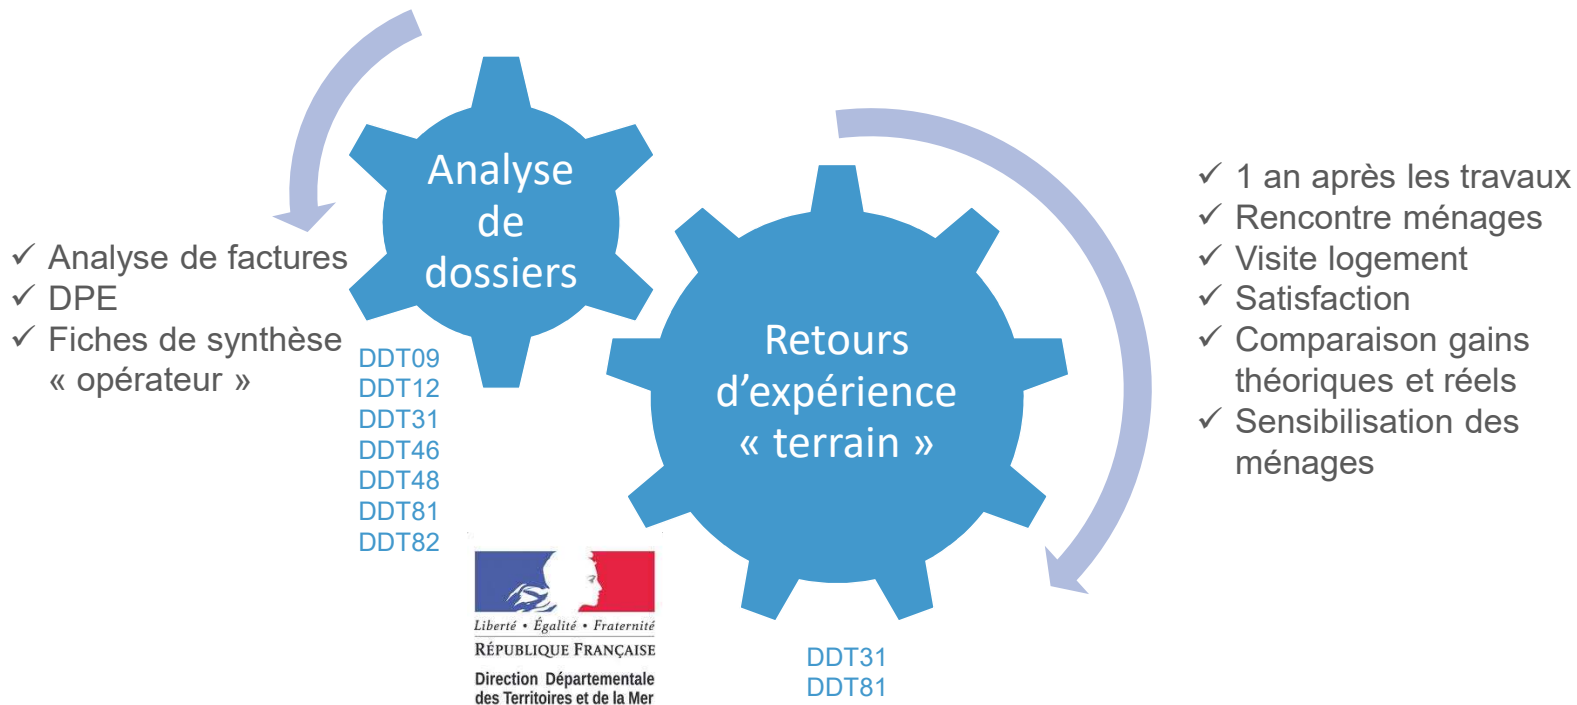 Analyse
de
dossiers
✓ Analyse de factures
✓ DPE
✓ Fiches de synthèse
« opérateur »
DDT09
DDT12
DDT31
DDT46
DDT48
DDT81
DDT82
Liberté • Égalité • Fraternité
RÉPUBLIQUE FRANÇAISE
Direction Départementale
des Territoires et de la Mer
Retours
d’expérience
« terrain »
DDT31
DDT81
✓ 1 an après les travaux
✓ Rencontre ménages
✓ Visite logement
✓ Satisfaction
✓ Comparaison gains
théoriques et réels
✓ Sensibilisation des
ménages